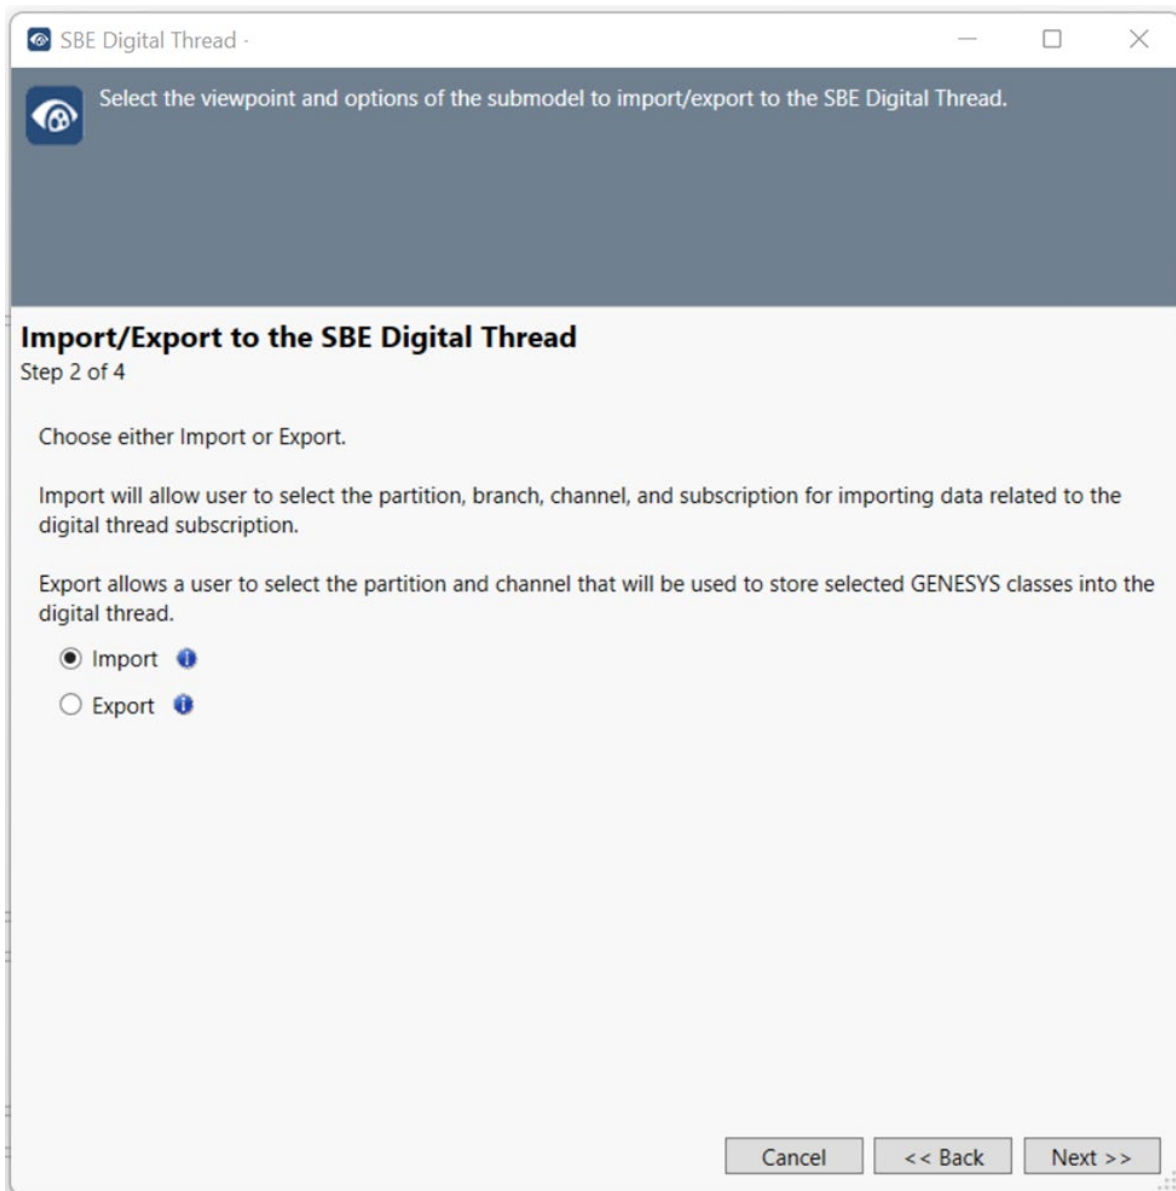 SBE Digital Thread -
Select the viewpoint and options of the submodel to import/export to the SBE Digital Thread.
Import/Export to the SBE Digital Thread
Step 2 of 4
Choose either Import or Export.
Import will allow user to select the partition, branch, channel, and subscription for importing data related to the
digital thread subscription.
Export allows a user to select the partition and channel that will be used to store selected GENESYS classes into the
digital thread.
Import i
Export i
Cancel << Back Next >>